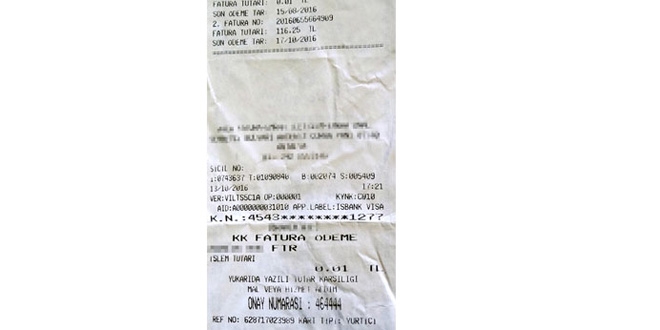 FATURA TUTARI: 0.01 TL
SON ODEME TAR: 15/08/2016
2. FATURA NO: 20160655664909
FATURA TUTARI: 116.25 TL
SON ODEME TAR: 17/10/2016
SICIL NO:
I:0743637 T:01090840 B:002074 S:005409
13/10/2016 17:21
VER:VILTSSC1A OP:000001 KYNK:C010
AID:A0000000031010 APP.LABEL:ISBANK VISA
K.N.:4543********1277
KK FATURA ODEME
FTR
ISLEM TUTARI
0.01 TL
YUKARIDA YAZILI TUTAR KARSILIGI
MAL VEYA HIZMET ALDIM
ONAY NUMARASI : 464444
REF NO: 628717023989 KART TIPI: YURTICI